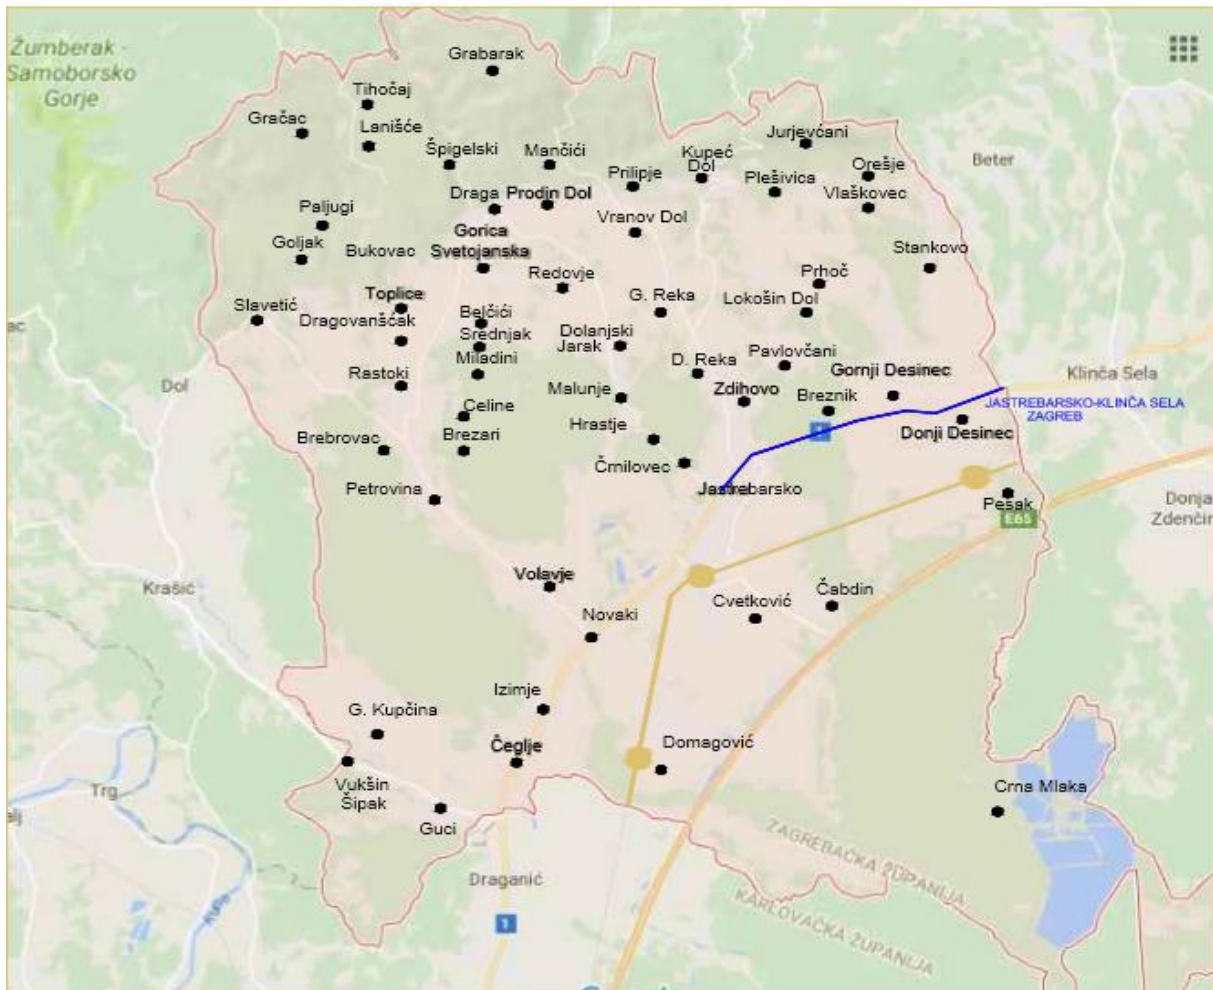 Žumberak -
Samoborsko
Gorje
Grabarak
Tihočaj
Gračac
Lanišće
Jurjevćani
Špigelski
Mančići
Kupeć
Dol
Prilipje
Orešje
Beter
Plešivica
Vlaškovec
Draga
Prodin Dol
Paljugi
Vranov Dol
Gorica
Svetojanska
Goljak
Bukovac
Stankovo
Redovje
Prhoč
Toplice
G. Reka
Lokošin Dol
Slavetić
Belčići
Dragovanšćak
Srednjak
Dolanjski
Jarak
Miladini
Pavlovčani
D. Reka
Rastoki
Gornji Desinec
Klinča Sela
Dol
Malunje
Zdihovo
Breznik
JASTREBARSKO-KLINČA SELA
ZAGREB
Celine
Hrastje
1
Donji Desinec
Brebrovac
Brezari
Črnilovec
Petrovina
Jastrebarsko
Pesak
Donja
Zdenčin
E65
Volavje
Krašić
Čabdin
Cvetković
Novaki
Izimje
G. Kupčina
Čeglje
Domagović
Vukšin
Šipak
Trg
Crna Mlaka
Guci
ZAGREBAČKA ŽUPANIJA
Draganić
KARLOVAČKA ŽUPANIJA
Kupa
1